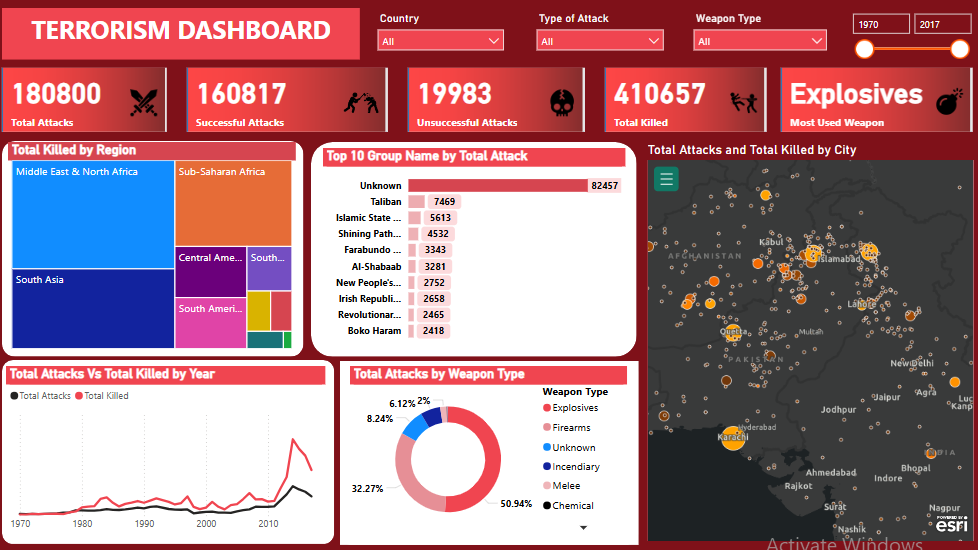 TERRORISM DASHBOARD
Country
All
Type of Attack
All
Weapon Type
All
1970
2017
180800
Total Attacks
160817
Successful Attacks
19983
Unsuccessful Attacks
410657
Total Killed
Explosives
Most Used Weapon
Total Killed by Region
Middle East & North Africa
South Asia
Sub-Saharan Africa
Central Ame...
South...
South Ameri...
Top 10 Group Name by Total Attack
Unknown 82457
Taliban 7469
Islamic State ... 5613
Shining Path... 4532
Farabundo ... 3343
Al-Shabaab 3281
New People's... 2752
Irish Republi... 2658
Revolutionar... 2465
Boko Haram 2418
Total Attacks and Total Killed by City
Kabul
AFGHANISTAN
Islamabad
Lahore
Quetta
Multan
PAKISTAN
New Delhi
Agra
Luc
Kanp
Jaipur
Jodhpur
Hyderabad
Karachi
INDIA
Bhopal
Ahmedabad
Indore
Rajkot
Surat
Nagpur
Nashik
POWERED BY
esri
Total Attacks Vs Total Killed by Year
Total Attacks
Total Killed
1970
1980
1990
2000
2010
Total Attacks by Weapon Type
6.12%
2%
8.24%
32.27%
50.94%
Weapon Type
Explosives
Firearms
Unknown
Incendiary
Melee
Chemical
Activate Windows